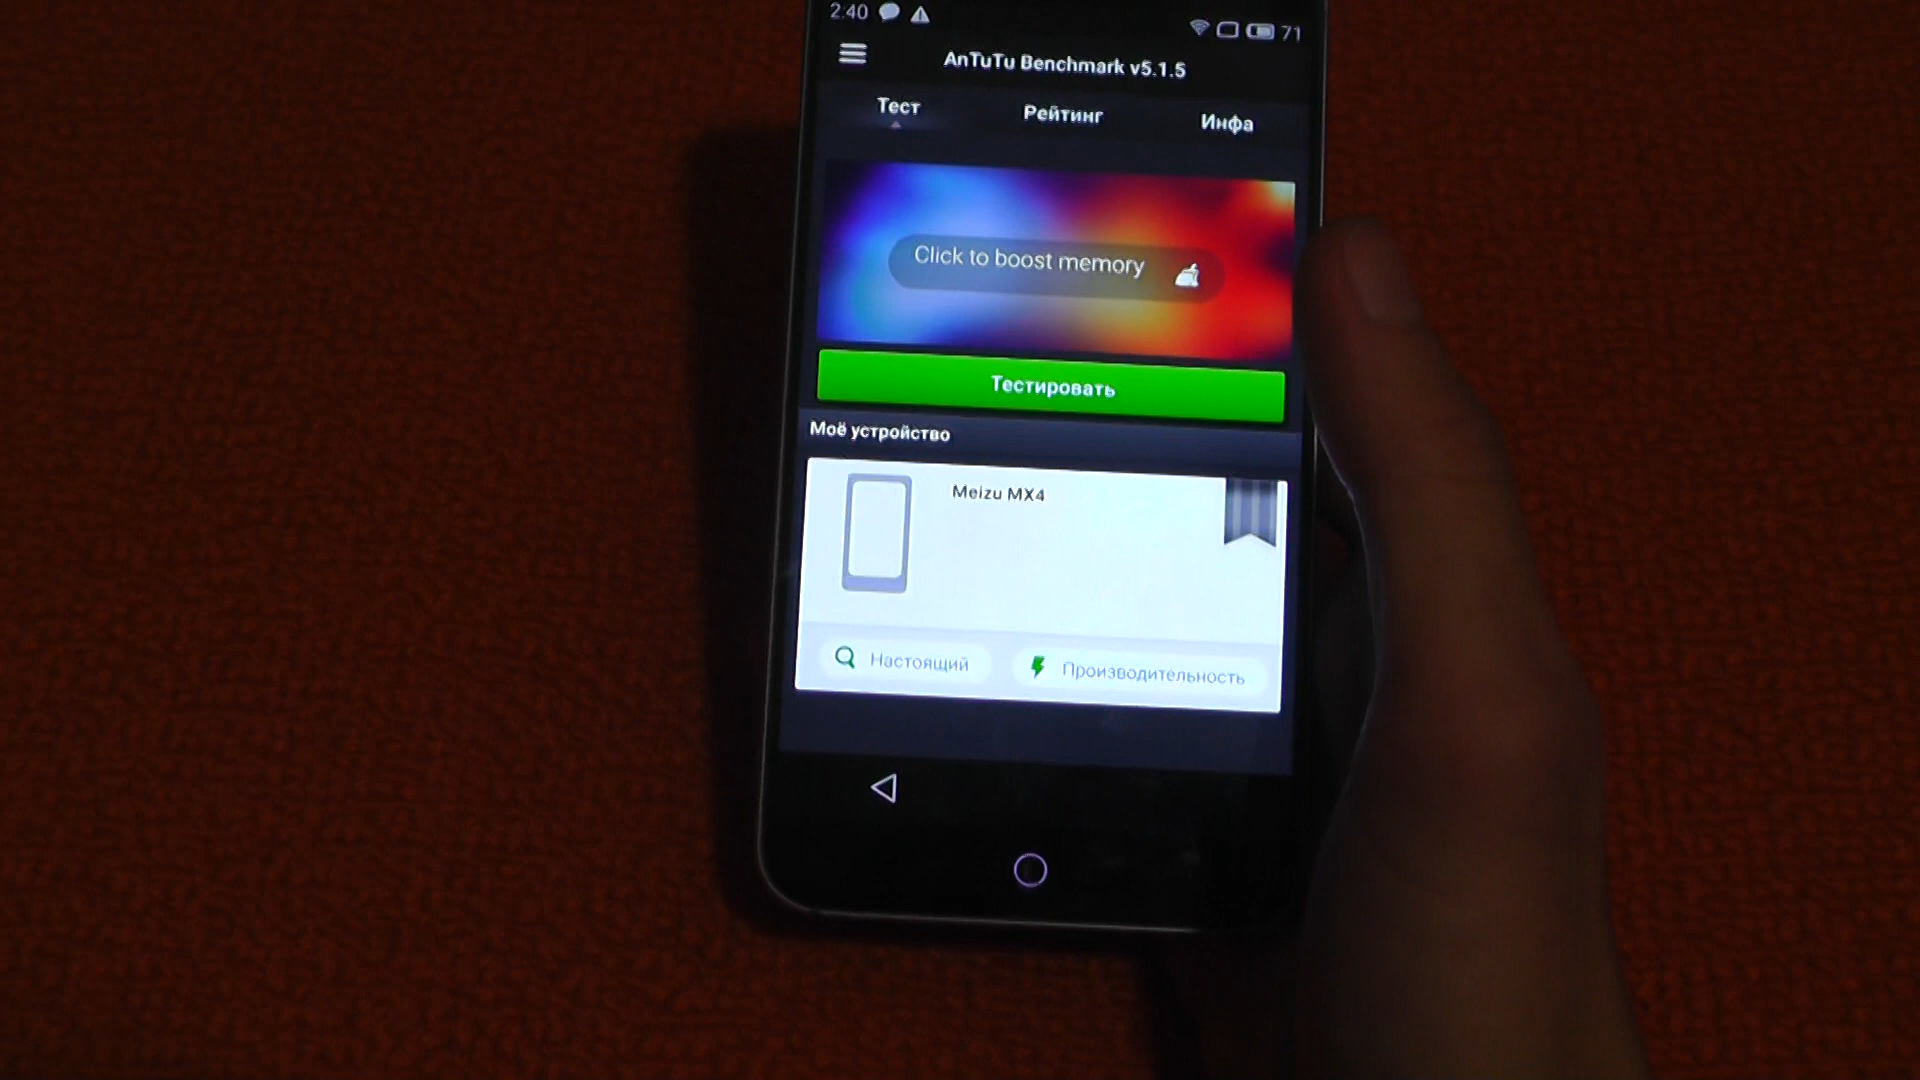 2:40 71
AnTuTu Benchmark v5.1.5
Тест Рейтинг Инфа
Click to boost memory
Тестировать
Моё устройство
Meizu MX4
Настоящий Производительность